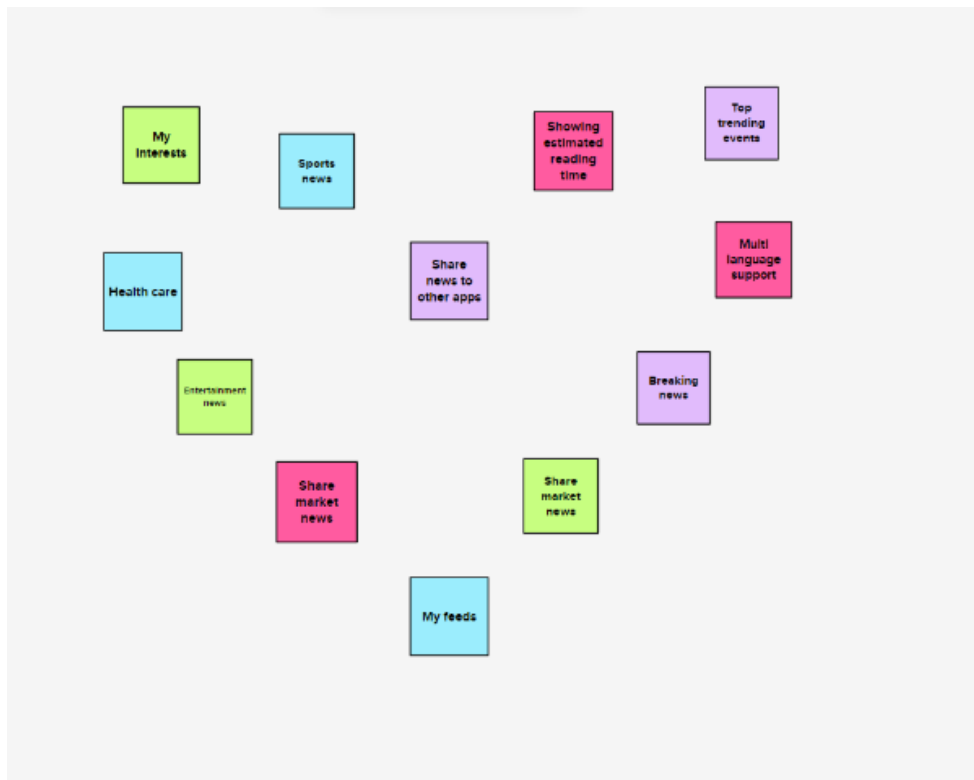 My
Interests
Sports
news
Showing
estimated
reading
time
Top
trending
events
Health care
Share
news to
other apps
Multi
language
support
Entertainment
news
Breaking
news
Share
market
news
Share
market
news
My feeds